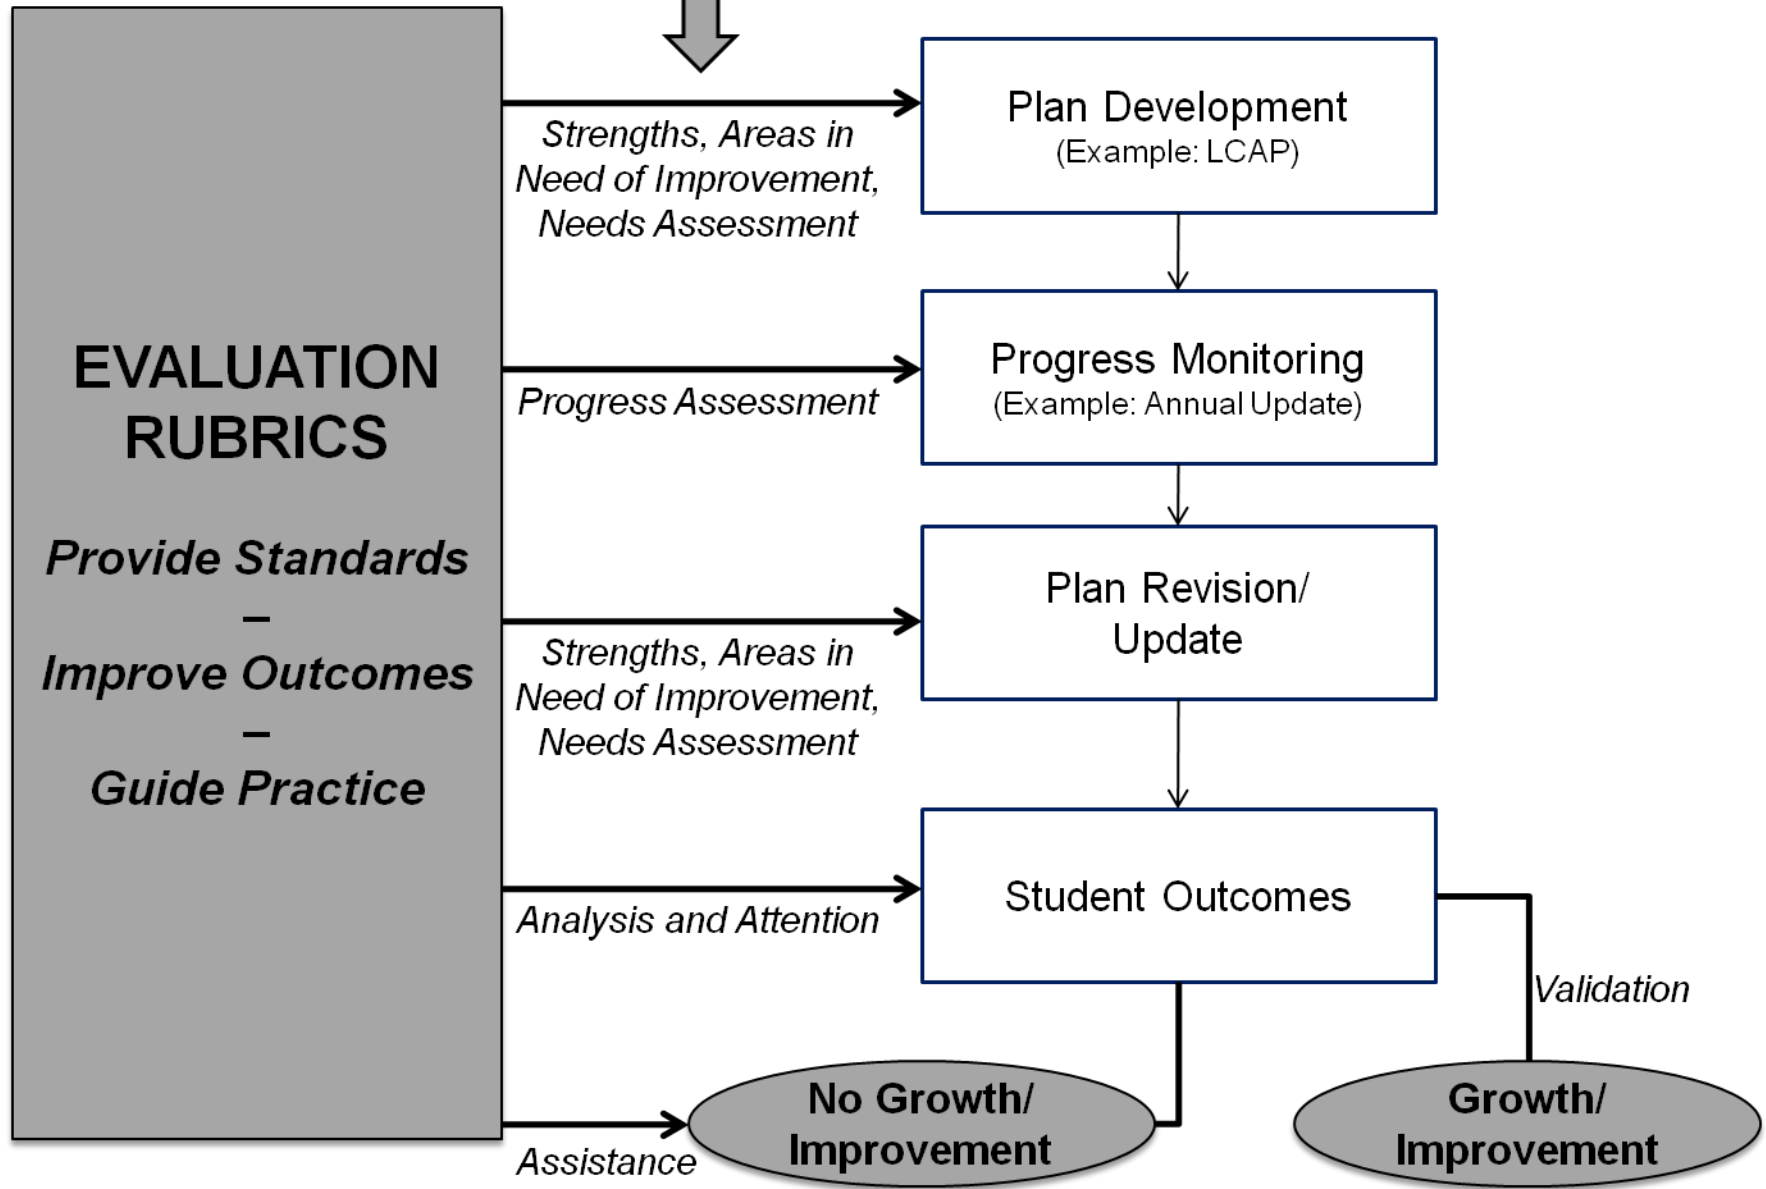 EVALUATION
RUBRICS
Provide Standards
–
Improve Outcomes
–
Guide Practice
Strengths, Areas in
Need of Improvement,
Needs Assessment
Plan Development
(Example: LCAP)
Progress Assessment
Progress Monitoring
(Example: Annual Update)
Strengths, Areas in
Need of Improvement,
Needs Assessment
Plan Revision/
Update
Analysis and Attention
Student Outcomes
Validation
Assistance
No Growth/
Improvement
Growth/
Improvement